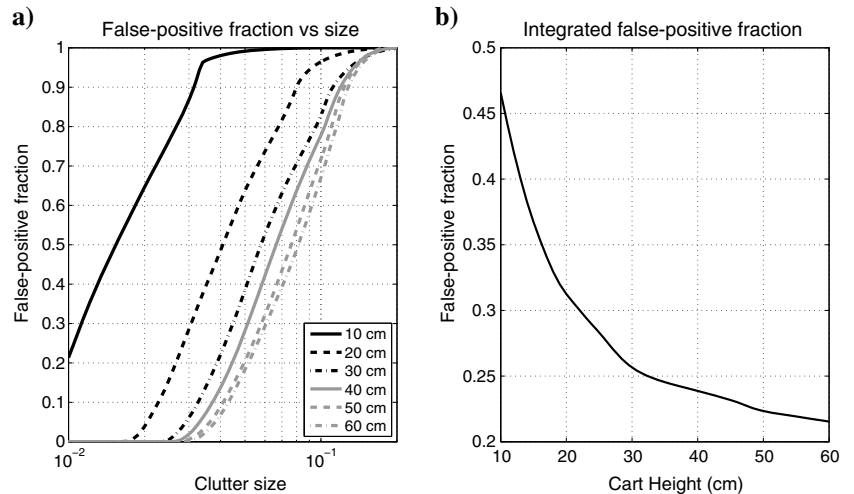 a)
False-positive fraction vs size
False-positive fraction
1
0.9
0.8
0.7
0.6
0.5
0.4
0.3
0.2
0.1
0
10 cm
20 cm
30 cm
40 cm
50 cm
60 cm
10⁻²
10⁻¹
Clutter size
b)
Integrated false-positive fraction
False-positive fraction
0.5
0.45
0.4
0.35
0.3
0.25
0.2
10 20 30 40 50 60
Cart Height (cm)